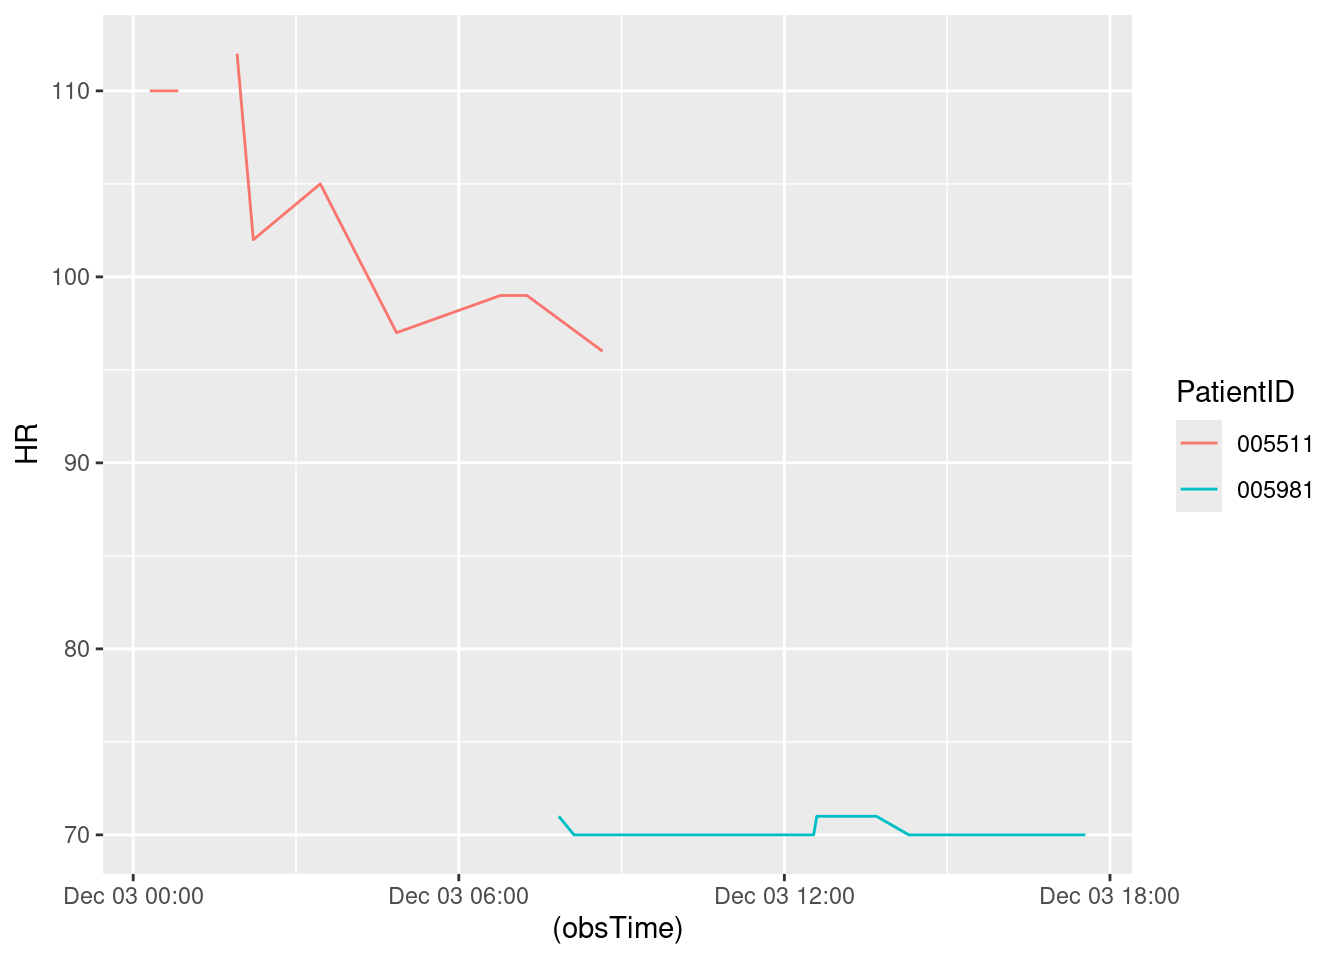 110
100
90
80
70
HR
Dec 03 00:00
Dec 03 06:00
Dec 03 12:00
Dec 03 18:00
(obsTime)
PatientID
005511
005981